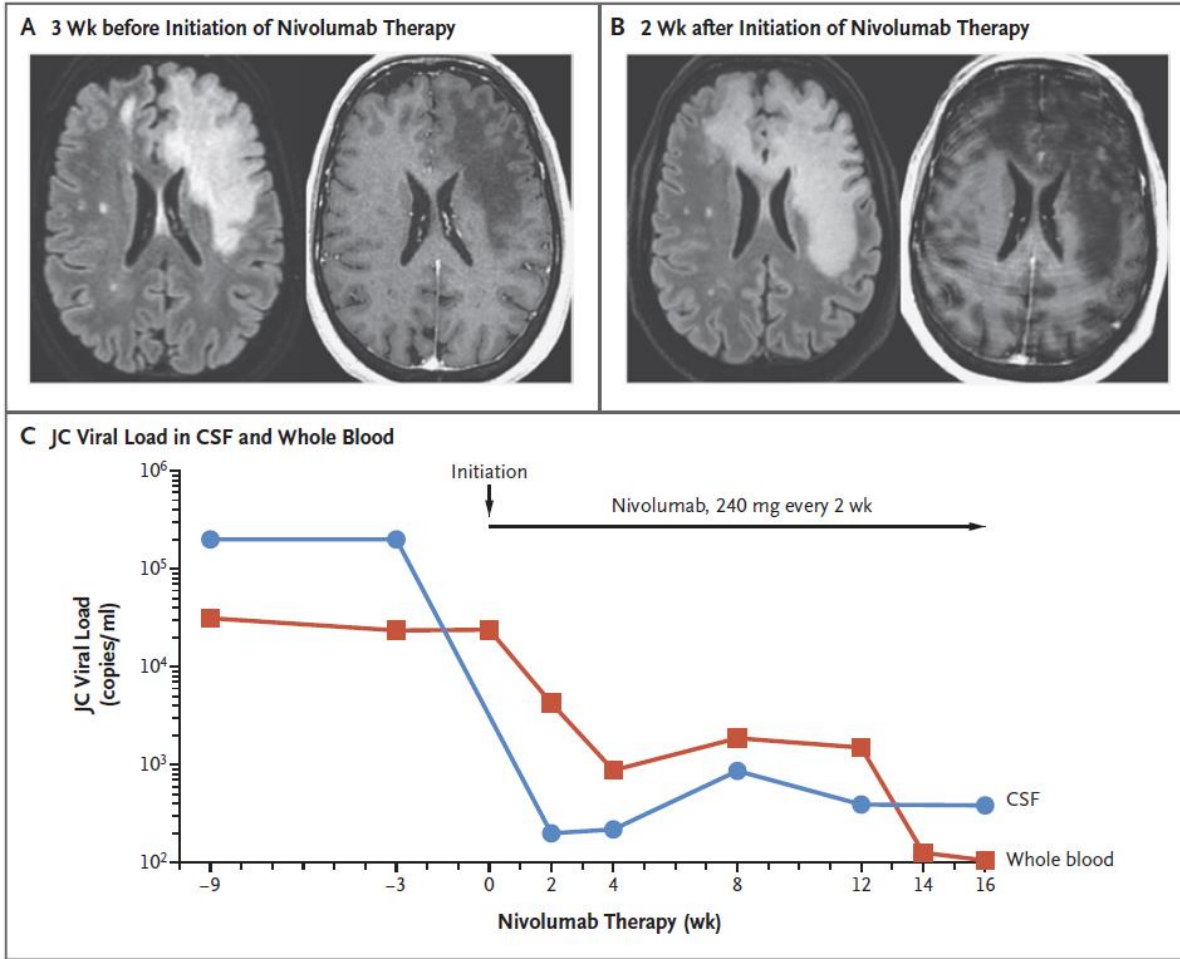 A 3 Wk before Initiation of Nivolumab Therapy
B 2 Wk after Initiation of Nivolumab Therapy
C JC Viral Load in CSF and Whole Blood
JC Viral Load
(copies/ml)
10⁶
10⁵
10⁴
10³
10²
Initiation
Nivolumab, 240 mg every 2 wk
CSF
Whole blood
−9 −3 0 2 4 8 12 14 16
Nivolumab Therapy (wk)